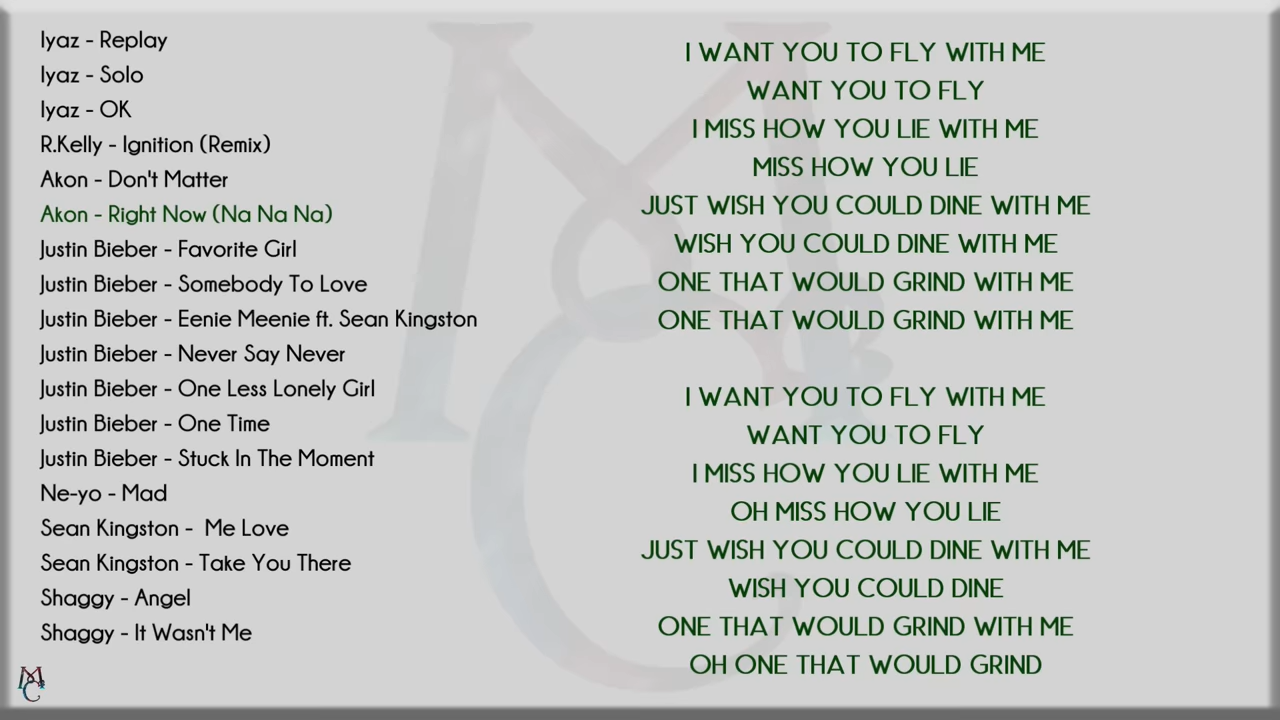 Iyaz - Replay
Iyaz - Solo
Iyaz - OK
R.Kelly - Ignition (Remix)
Akon - Don't Matter
Akon - Right Now (Na Na Na)
Justin Bieber - Favorite Girl
Justin Bieber - Somebody To Love
Justin Bieber - Eenie Meenie ft. Sean Kingston
Justin Bieber - Never Say Never
Justin Bieber - One Less Lonely Girl
Justin Bieber - One Time
Justin Bieber - Stuck In The Moment
Ne-yo - Mad
Sean Kingston -  Me Love
Sean Kingston - Take You There
Shaggy - Angel
Shaggy - It Wasn't Me
I WANT YOU TO FLY WITH ME
WANT YOU TO FLY
I MISS HOW YOU LIE WITH ME
MISS HOW YOU LIE
JUST WISH YOU COULD DINE WITH ME
WISH YOU COULD DINE WITH ME
ONE THAT WOULD GRIND WITH ME
ONE THAT WOULD GRIND WITH ME
I WANT YOU TO FLY WITH ME
WANT YOU TO FLY
I MISS HOW YOU LIE WITH ME
OH MISS HOW YOU LIE
JUST WISH YOU COULD DINE WITH ME
WISH YOU COULD DINE
ONE THAT WOULD GRIND WITH ME
OH ONE THAT WOULD GRIND